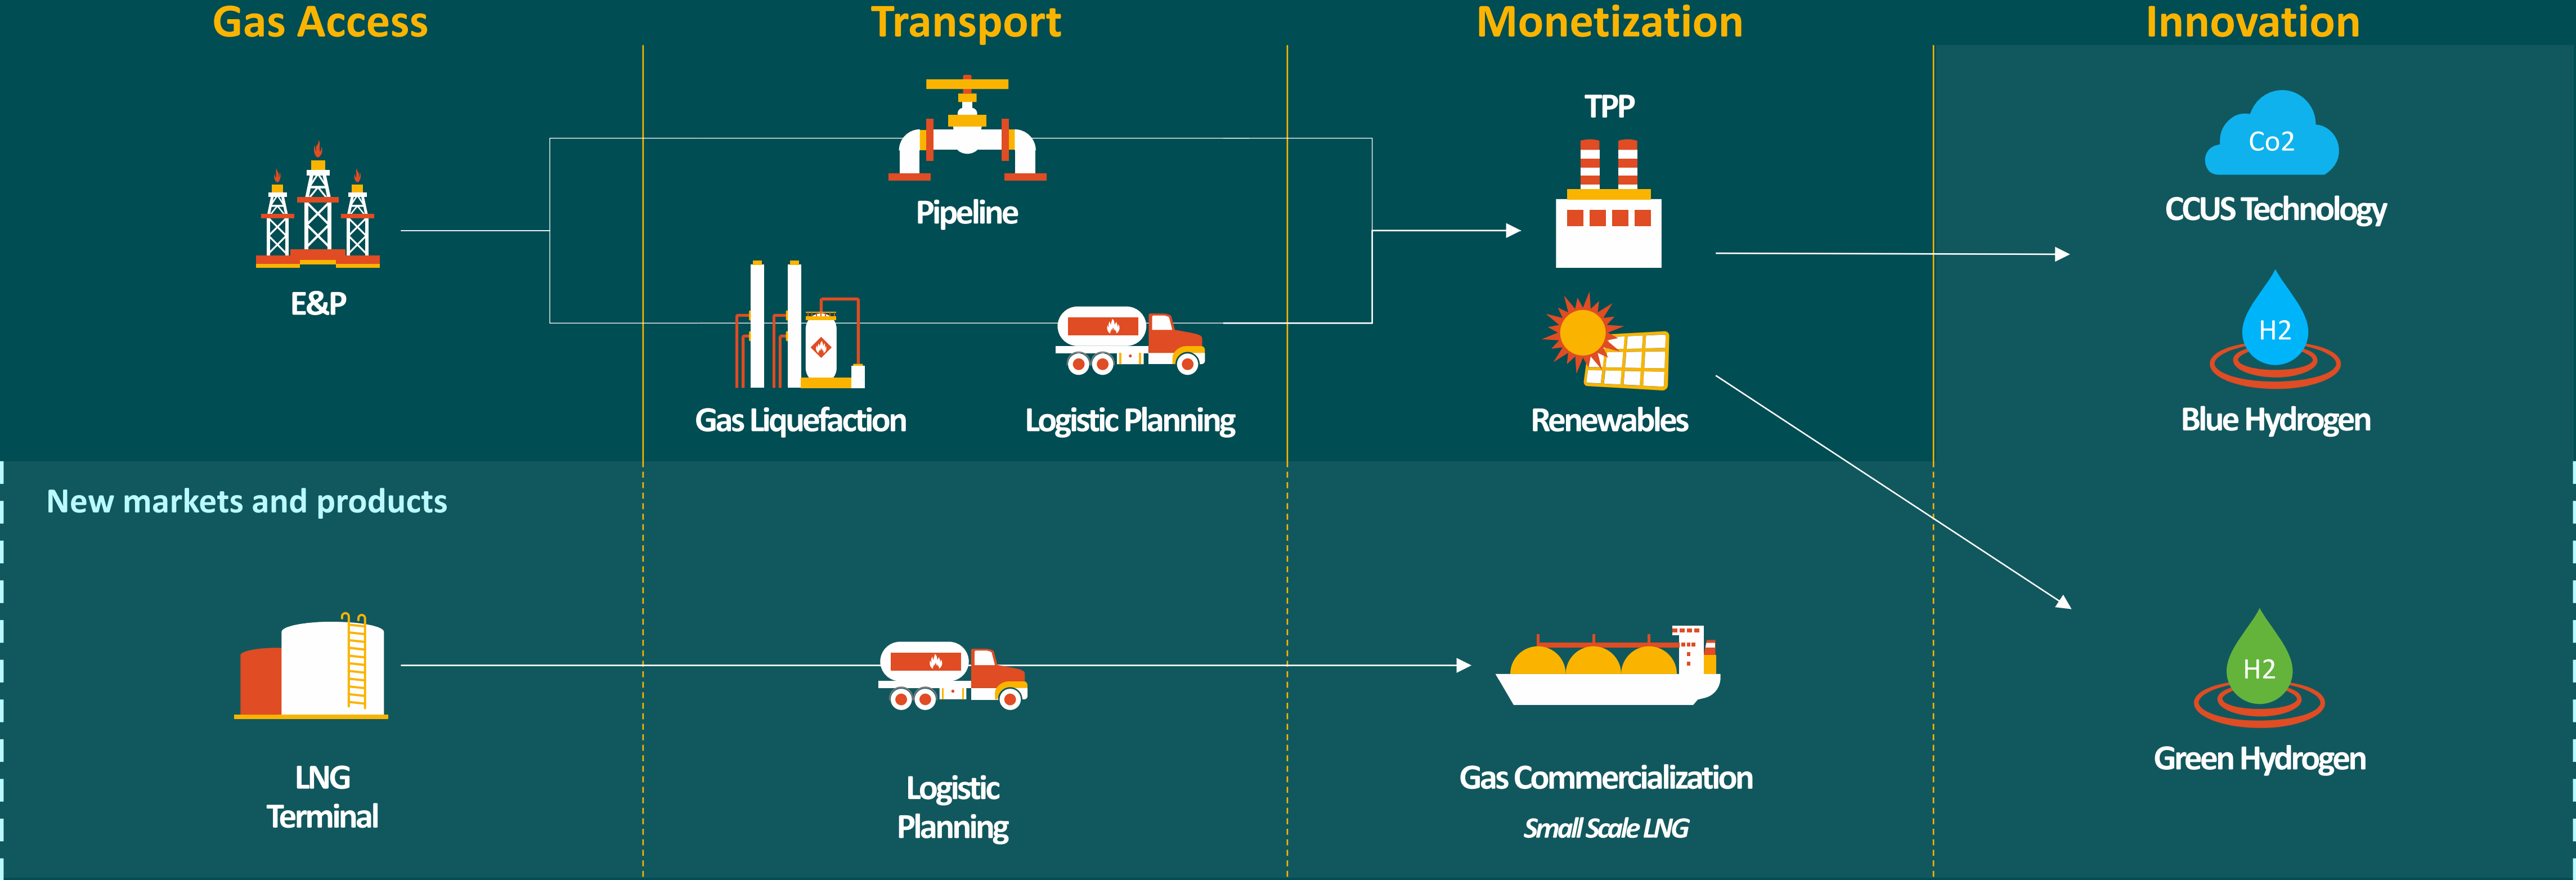 Gas Access
Transport
Monetization
Innovation
E&P
Pipeline
Gas Liquefaction
Logistic Planning
TPP
Renewables
Co2
CCUS Technology
H2
Blue Hydrogen
New markets and products
LNG
Terminal
Logistic
Planning
Gas Commercialization
Small Scale LNG
H2
Green Hydrogen